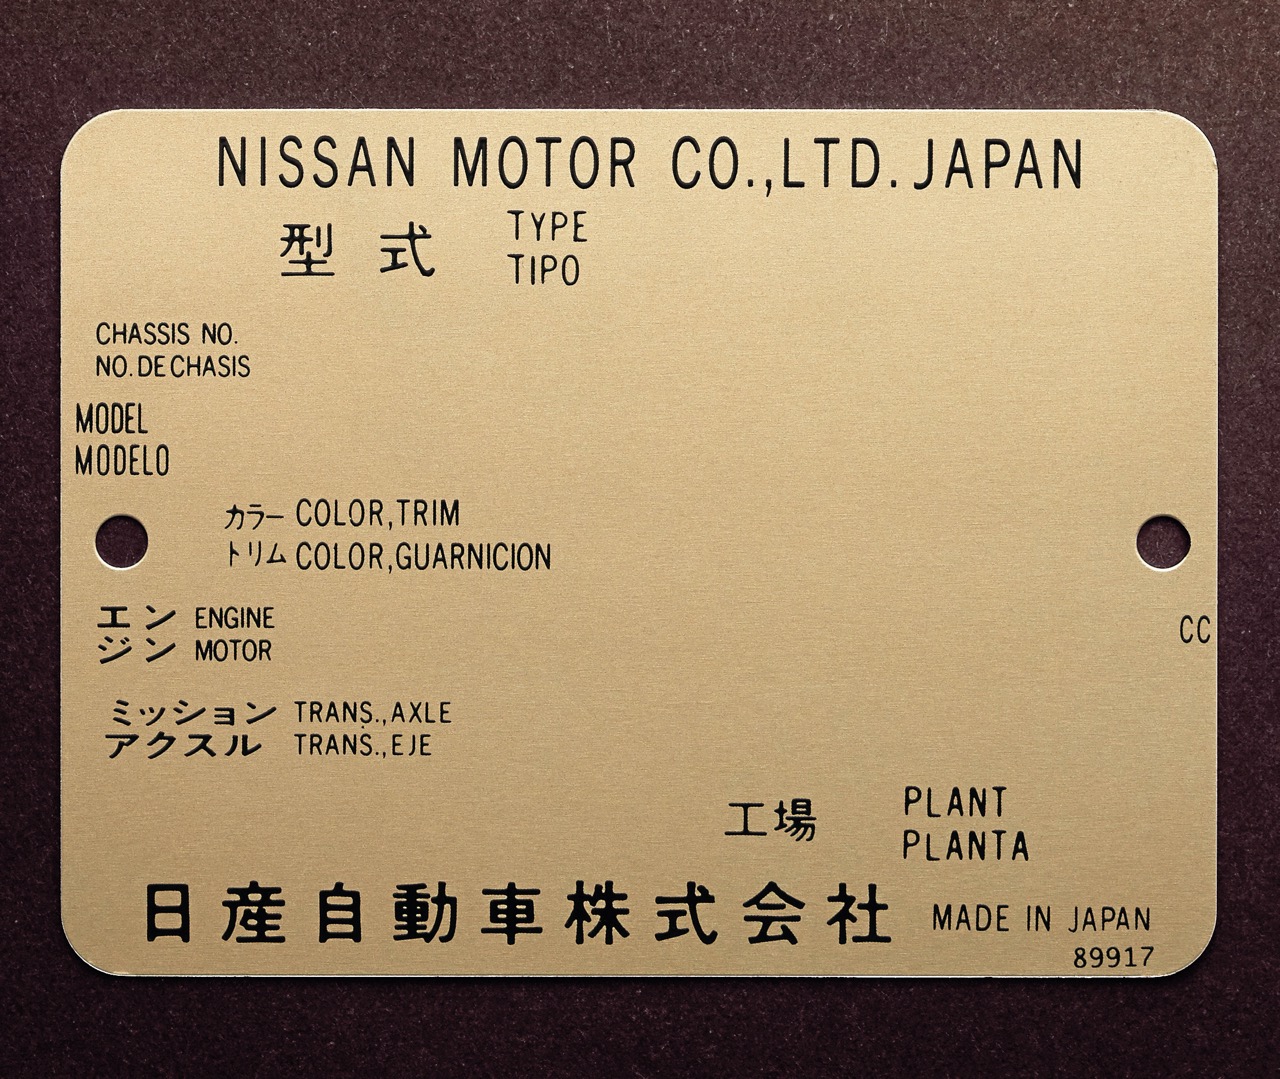 NISSAN MOTOR CO.,LTD.JAPAN
型式 TYPE
TIPO
CHASSIS NO.
NO.DE CHASIS
MODEL
MODELO
カラー COLOR,TRIM
トリム COLOR,GUARNICION
エン ENGINE
ジン MOTOR
CC
ミッション TRANS.,AXLE
アクスル TRANS.,EJE
工場 PLANT
PLANTA
日産自動車株式会社 MADE IN JAPAN
89917